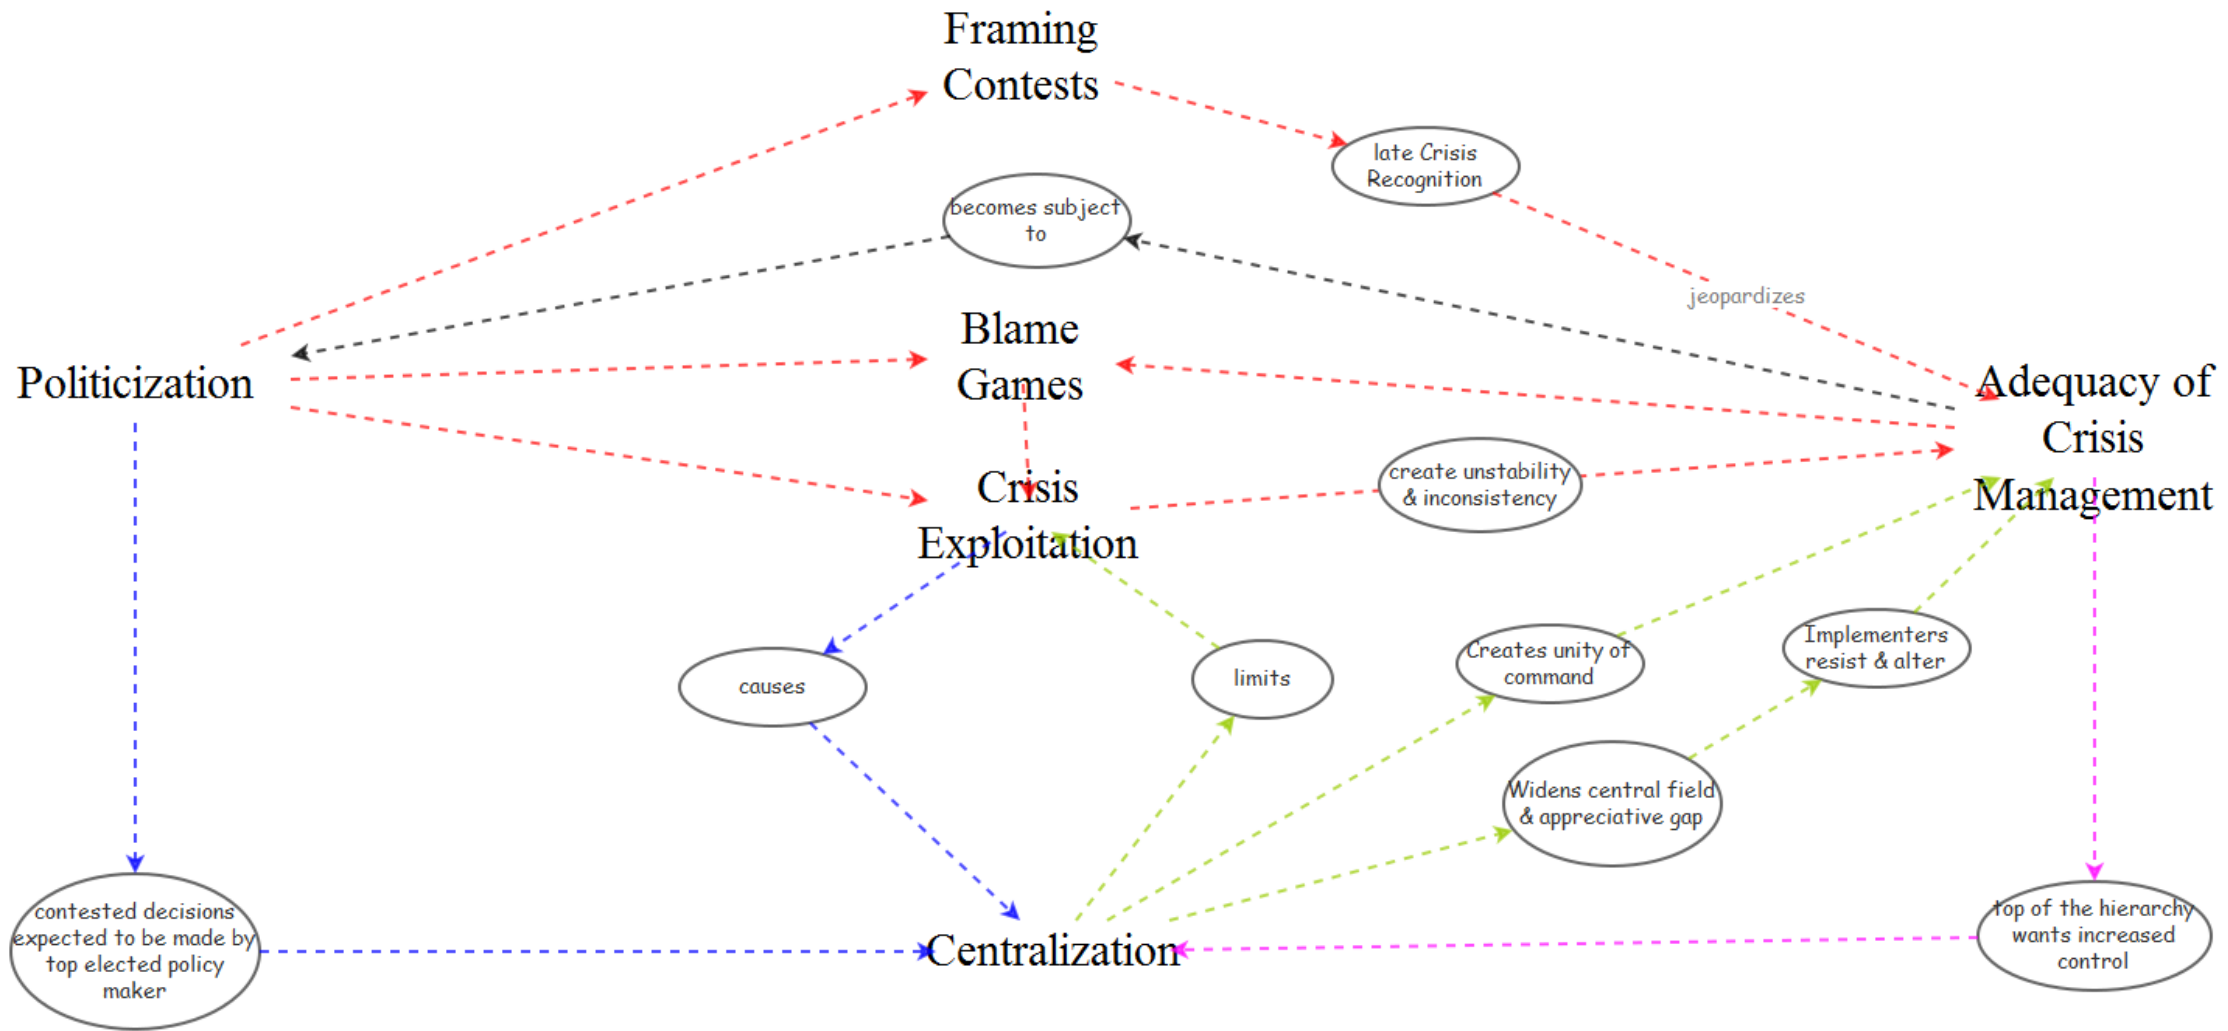 Framing
Contests
late Crisis
Recognition
becomes subject
to
jeopardizes
Blame
Games
Politicization
Adequacy of
Crisis
Management
create unstability
& inconsistency
Crisis
Exploitation
causes
limits
Creates unity of
command
Implementers
resist & alter
Widens central field
& appreciative gap
contested decisions
expected to be made by
top elected policy
maker
Centralization
top of the hierarchy
wants increased
control